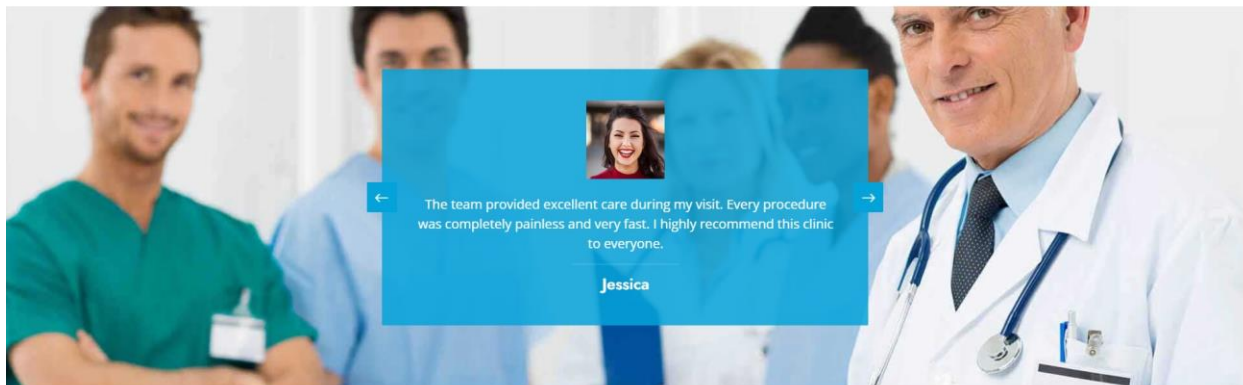 The team provided excellent care during my visit. Every procedure
was completely painless and very fast. I highly recommend this clinic
to everyone.
Jessica